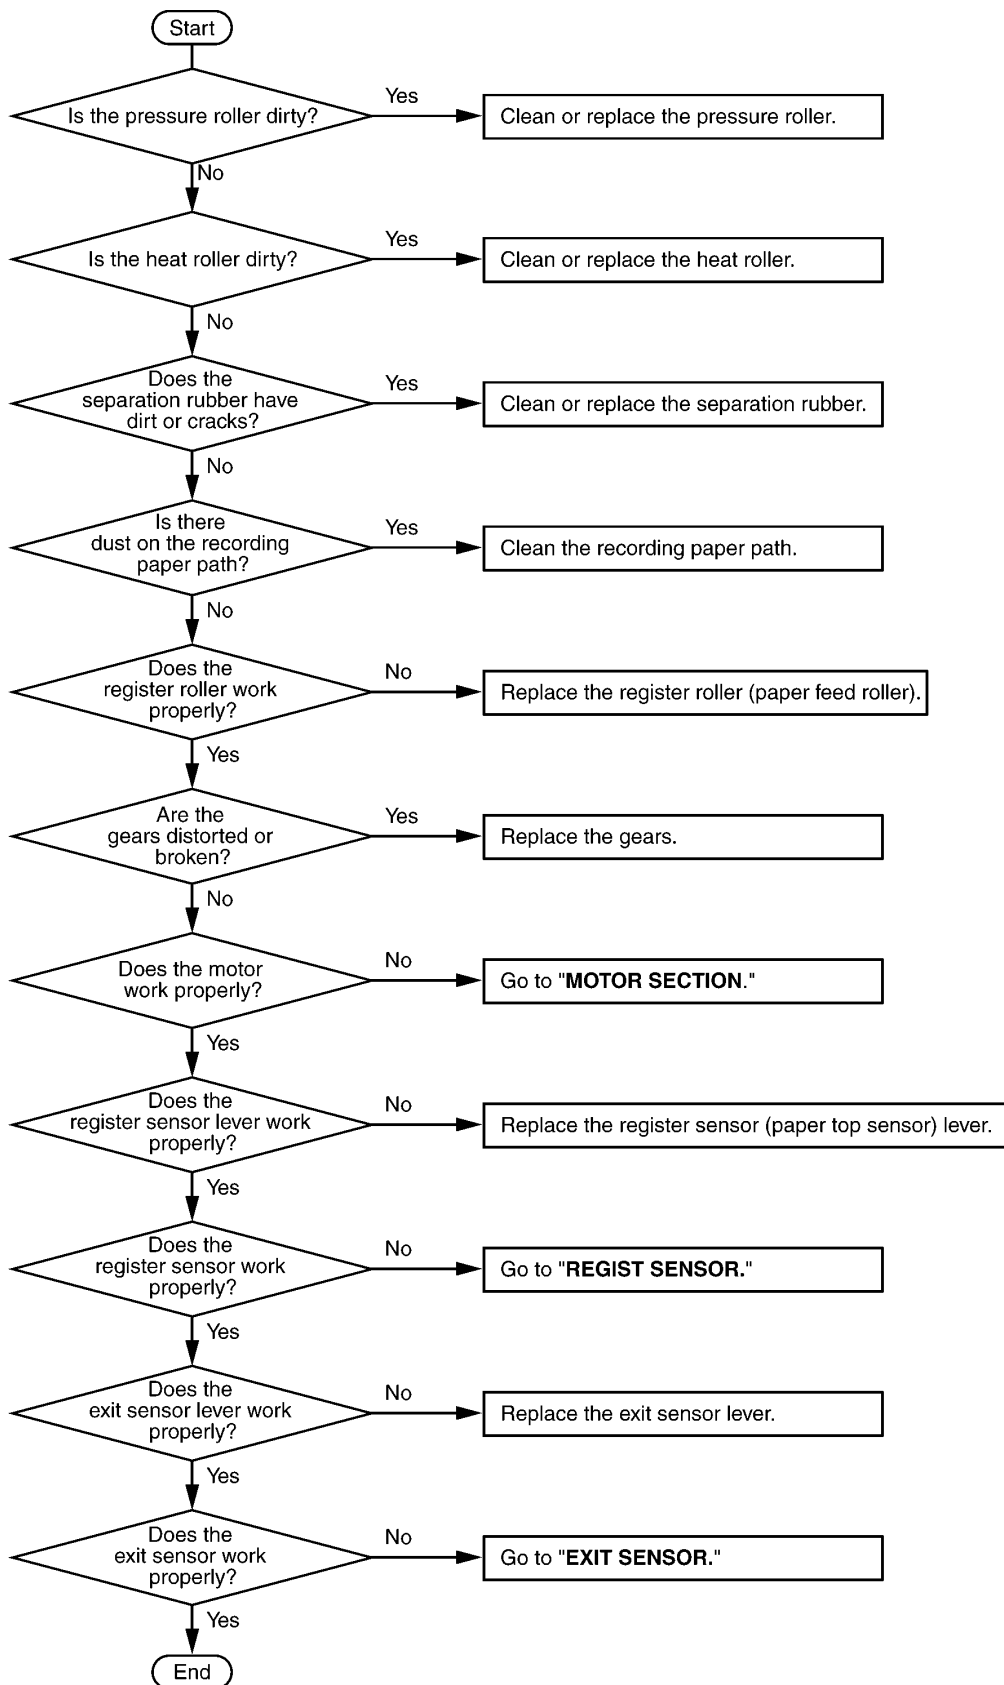 Start
Is the pressure roller dirty?
Yes
Clean or replace the pressure roller.
No
Is the heat roller dirty?
Yes
Clean or replace the heat roller.
No
Does the
separation rubber have
dirt or cracks?
Yes
Clean or replace the separation rubber.
No
Is there
dust on the recording
paper path?
Yes
Clean the recording paper path.
No
Does the
register roller work
properly?
No
Replace the register roller (paper feed roller).
Yes
Are the
gears distorted or
broken?
Yes
Replace the gears.
No
Does the motor
work properly?
No
Go to "MOTOR SECTION."
Yes
Does the
register sensor lever work
properly?
No
Replace the register sensor (paper top sensor) lever.
Yes
Does the
register sensor work
properly?
No
Go to "REGIST SENSOR."
Yes
Does the
exit sensor lever work
properly?
No
Replace the exit sensor lever.
Yes
Does the
exit sensor work
properly?
No
Go to "EXIT SENSOR."
Yes
End